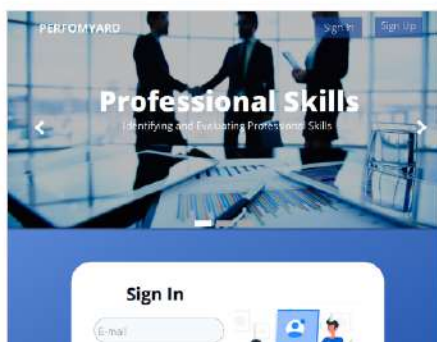 PERFOMYARD
Sign In
Sign Up
Professional Skills
Identifying and Evaluating Professional Skills
Sign In
E-mail